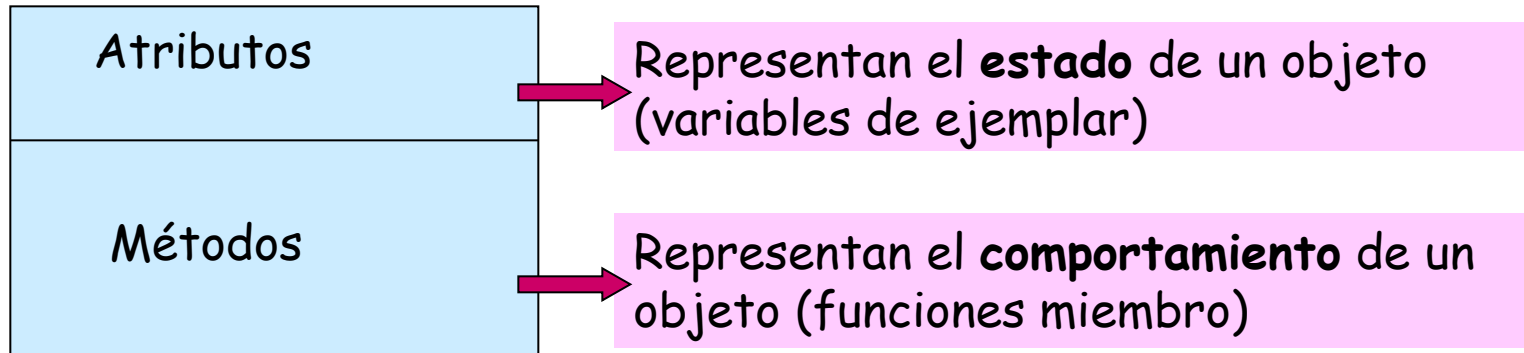 Atributos
Representan el estado de un objeto
(variables de ejemplar)
Métodos
Representan el comportamiento de un
objeto (funciones miembro)